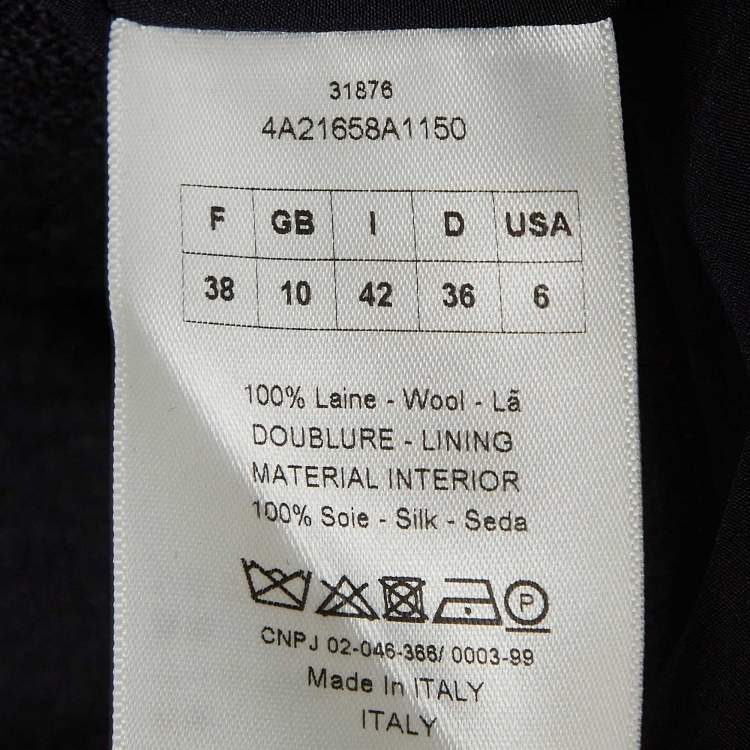 31876
4A21658A1150
F GB I D USA
38 10 42 36 6
100% Laine - Wool - Lã
DOUBLURE - LINING
MATERIAL INTERIOR
100% Soie - Silk - Seda
P
CNPJ 02-046-366/ 0003-99
Made In ITALY
ITALY